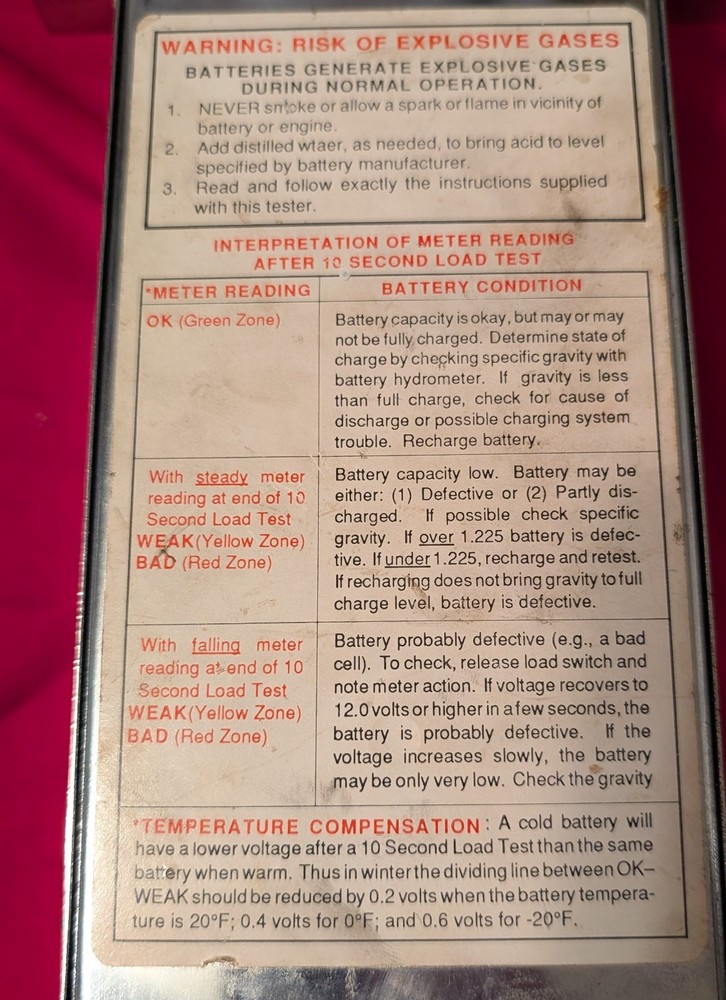 WARNING: RISK OF EXPLOSIVE GASES
BATTERIES GENERATE EXPLOSIVE GASES
DURING NORMAL OPERATION.
1. NEVER smoke or allow a spark or flame in vicinity of
battery or engine.
2. Add distilled wtaer, as needed, to bring acid to level
specified by battery manufacturer.
3. Read and follow exactly the instructions supplied
with this tester.
INTERPRETATION OF METER READING
AFTER 10 SECOND LOAD TEST
*METER READING
BATTERY CONDITION
OK (Green Zone)
Battery capacity is okay, but may or may
not be fully charged. Determine state of
charge by checking specific gravity with
battery hydrometer. If gravity is less
than full charge, check for cause of
discharge or possible charging system
trouble. Recharge battery.
With steady meter
reading at end of 10
Second Load Test
WEAK (Yellow Zone)
BAD (Red Zone)
Battery capacity low. Battery may be
either: (1) Defective or (2) Partly dis-
charged. If possible check specific
gravity. If over 1.225 battery is defec-
tive. If under 1.225, recharge and retest.
If recharging does not bring gravity to full
charge level, battery is defective.
With falling meter
reading at end of 10
Second Load Test
WEAK (Yellow Zone)
BAD (Red Zone)
Battery probably defective (e.g., a bad
cell). To check, release load switch and
note meter action. If voltage recovers to
12.0 volts or higher in a few seconds, the
battery is probably defective. If the
voltage increases slowly, the battery
may be only very low. Check the gravity
*TEMPERATURE COMPENSATION: A cold battery will
have a lower voltage after a 10 Second Load Test than the same
battery when warm. Thus in winter the dividing line between OK–
WEAK should be reduced by 0.2 volts when the battery tempera-
ture is 20°F; 0.4 volts for 0°F; and 0.6 volts for -20°F.